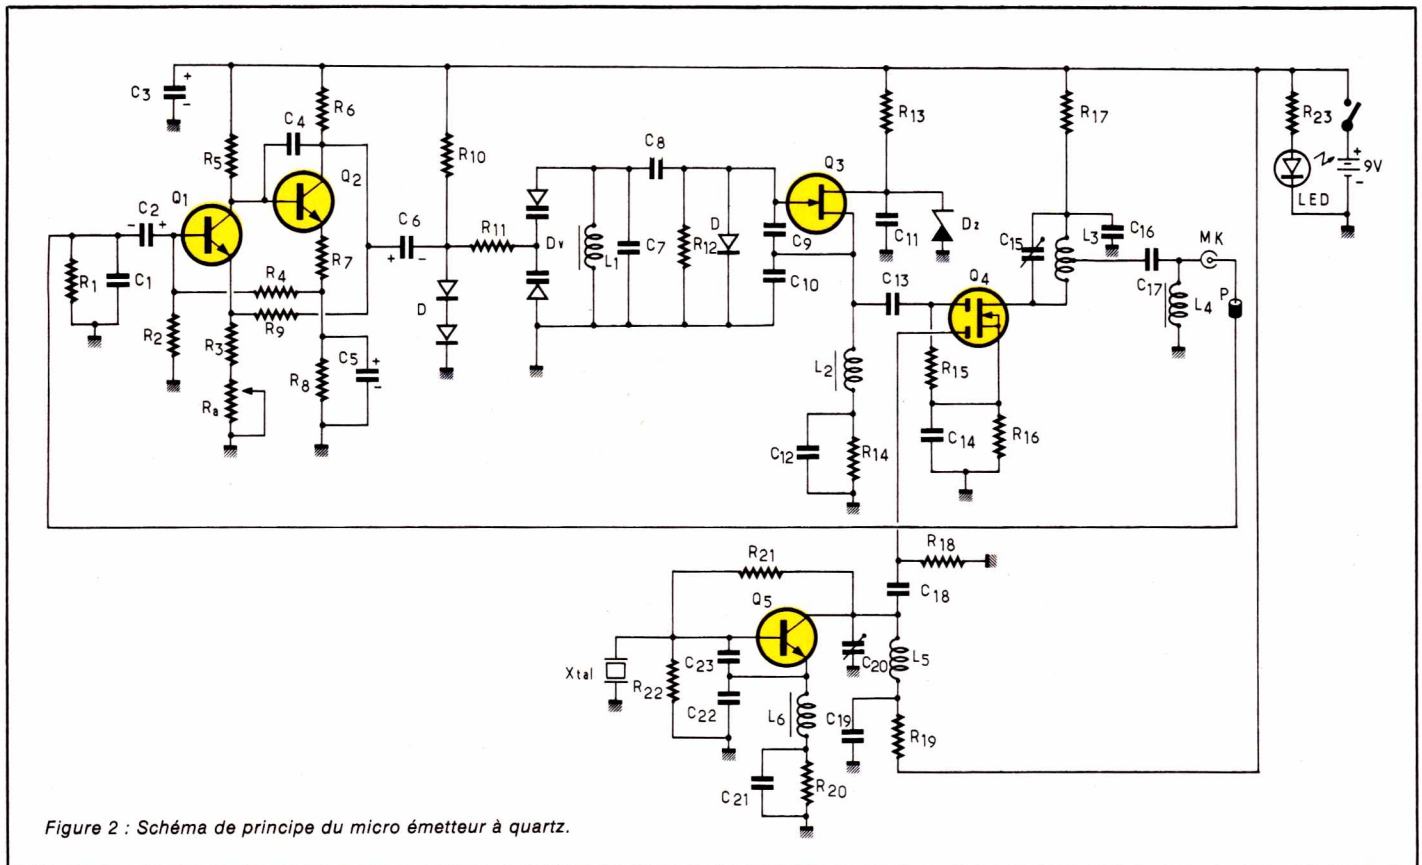 C3
+
-
R5
R6
C4
Q1
Q2
- C2 +
R1
C1
R2
R4
R9
R7
R3
Ra
R8
C5
+
-
R10
C6
+ -
R11
D
Dv
L1
C7
C8
R12
D
Q3
C9
C10
R13
C11
Dz
C13
L2
C12
R14
Q4
R15
C14
R16
R17
C15
L3
C16
C17
L4
MK
P
R23
LED
+
9V
-
R18
C18
R21
Q5
Xtal
R22
C23
C22
C20
L5
L6
C19
R19
C21
R20
Figure 2 : Schéma de principe du micro émetteur à quartz.